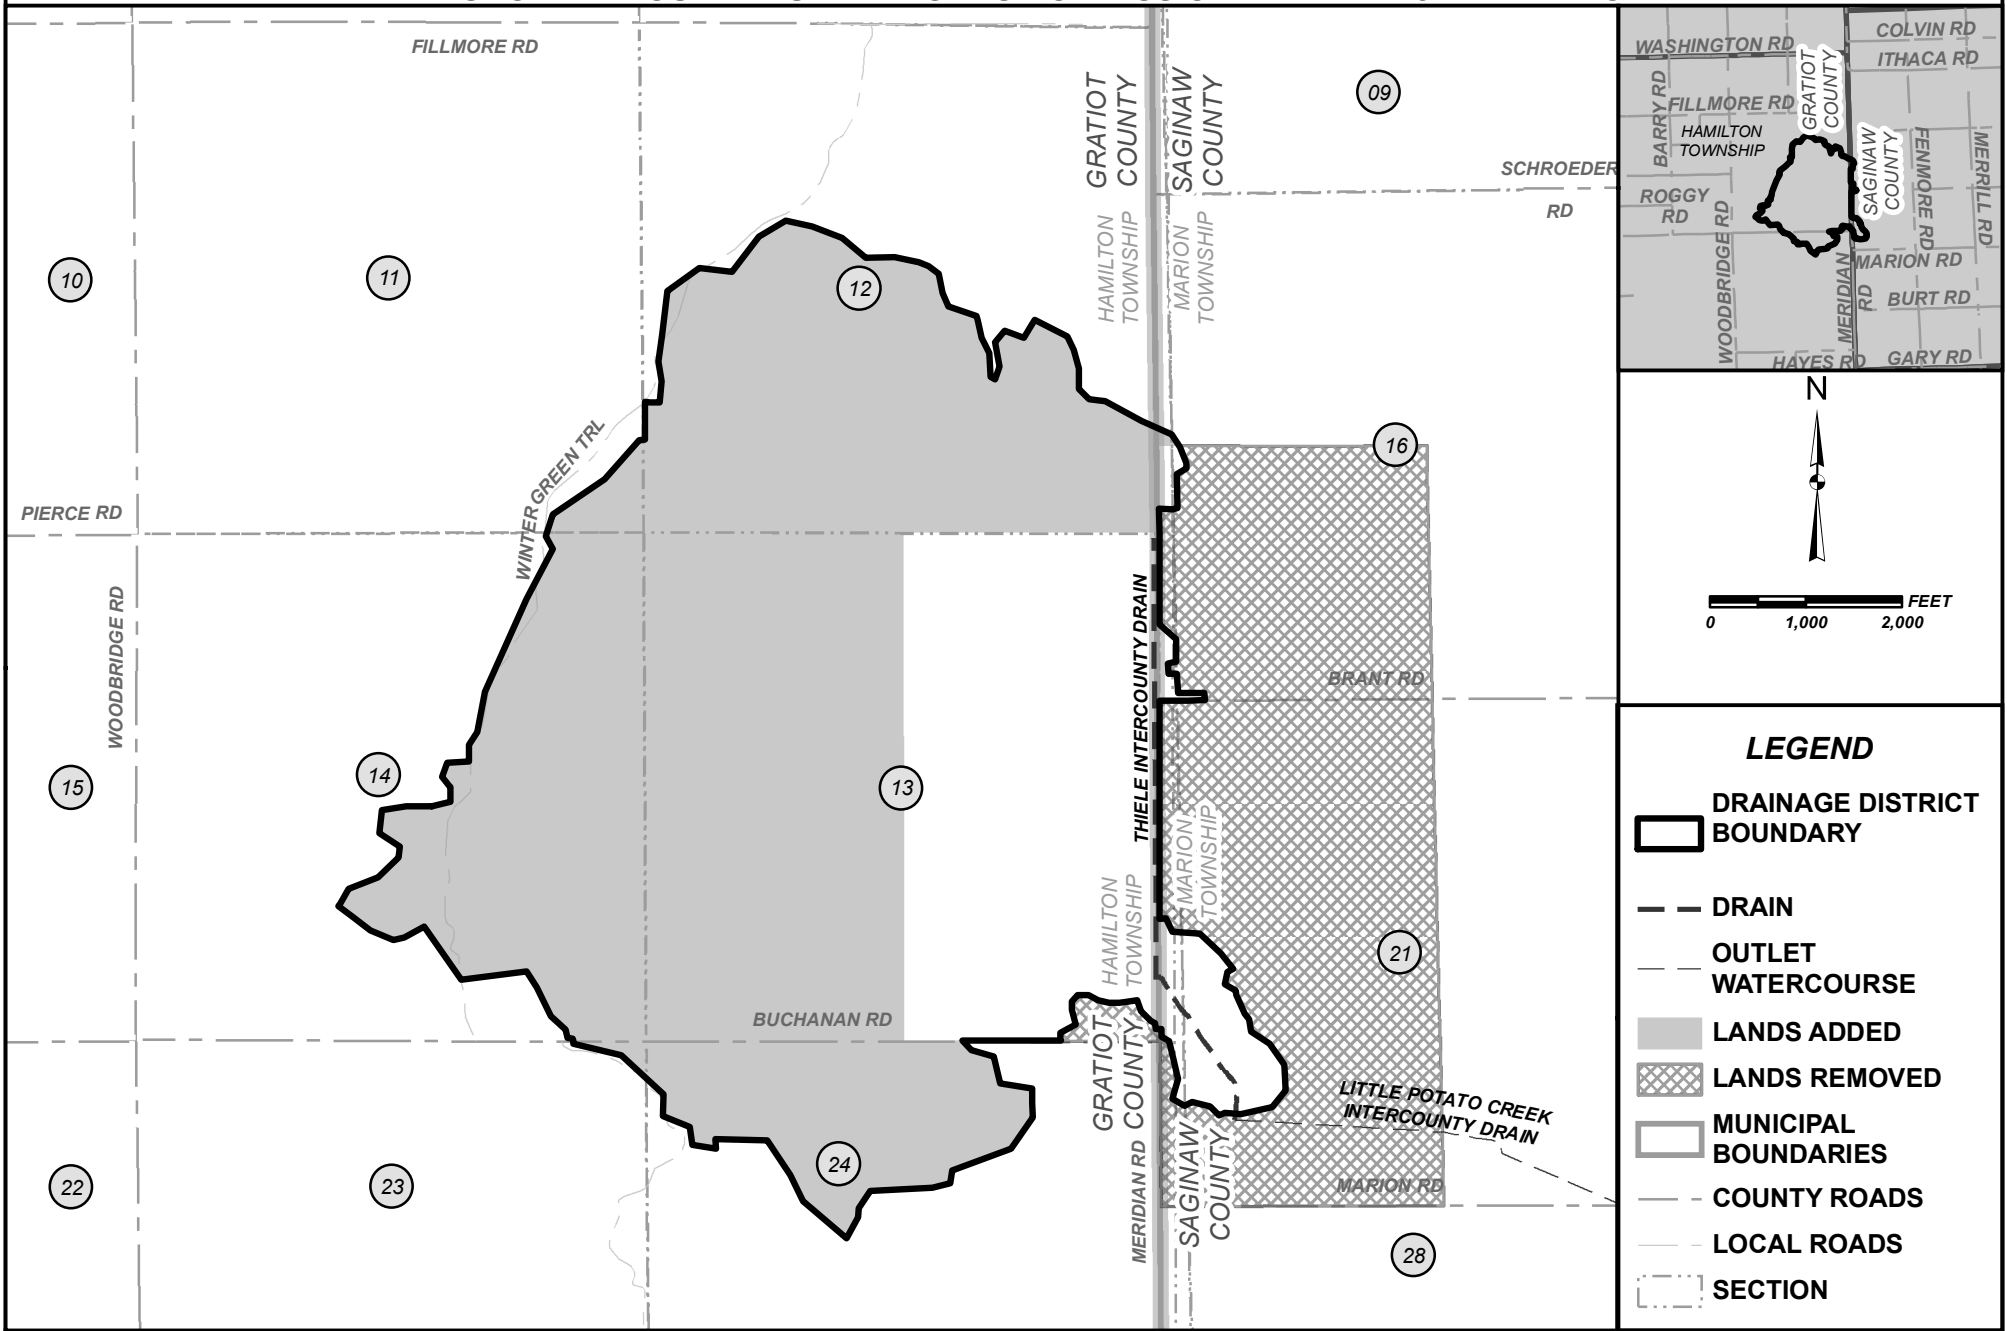 FILLMORE RD
GRATIOT
COUNTY
SAGINAW
COUNTY
09
SCHROEDER
RD
HAMILTON
TOWNSHIP
MARION
TOWNSHIP
10
11
12
16
WINTER GREEN TRL
PIERCE RD
WOODBRIDGE RD
THIELE INTERCOUNTY DRAIN
BRANT RD
15
14
13
MARION
TOWNSHIP
HAMILTON
TOWNSHIP
21
BUCHANAN RD
GRATIOT
COUNTY
LITTLE POTATO CREEK
INTERCOUNTY DRAIN
MERIDIAN RD
SAGINAW
COUNTY
MARION RD
22
23
24
28
WASHINGTON RD
COLVIN RD
ITHACA RD
GRATIOT
COUNTY
BARRY RD
FILLMORE RD
HAMILTON
TOWNSHIP
SAGINAW
COUNTY
FENMORE RD
MERRILL RD
ROGGY
RD
WOODBRIDGE RD
MERIDIAN
RD
MARION RD
BURT RD
HAYES RD
GARY RD
N
FEET
0 1,000 2,000
LEGEND
DRAINAGE DISTRICT
BOUNDARY
DRAIN
OUTLET
WATERCOURSE
LANDS ADDED
LANDS REMOVED
MUNICIPAL
BOUNDARIES
COUNTY ROADS
LOCAL ROADS
SECTION